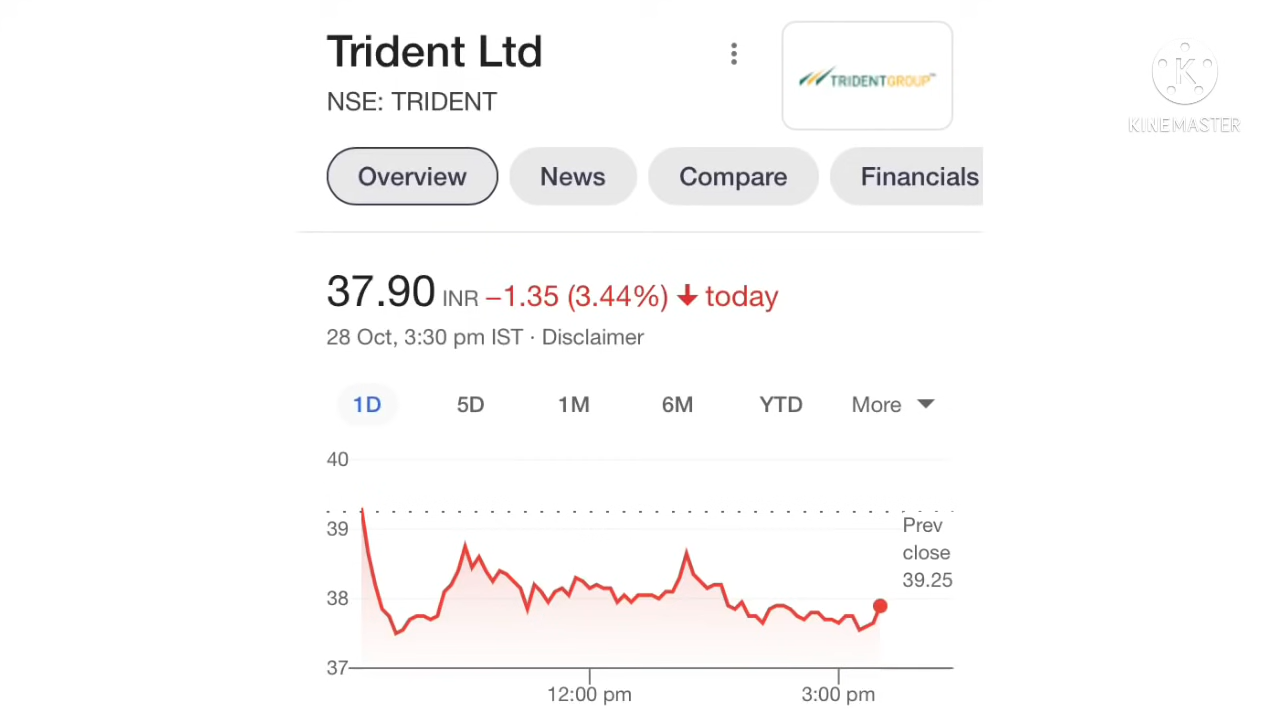 Trident Ltd
NSE: TRIDENT
TRIDENTGROUP™
K
KINEMASTER
Overview
News
Compare
Financials
37.90 INR −1.35 (3.44%) ↓ today
28 Oct, 3:30 pm IST · Disclaimer
1D
5D
1M
6M
YTD
More
40
39
38
37
Prev
close
39.25
12:00 pm
3:00 pm